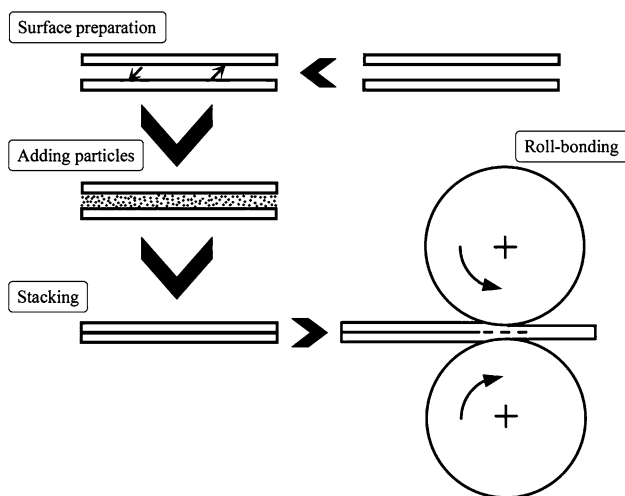 Surface preparation
Adding particles
Roll-bonding
Stacking